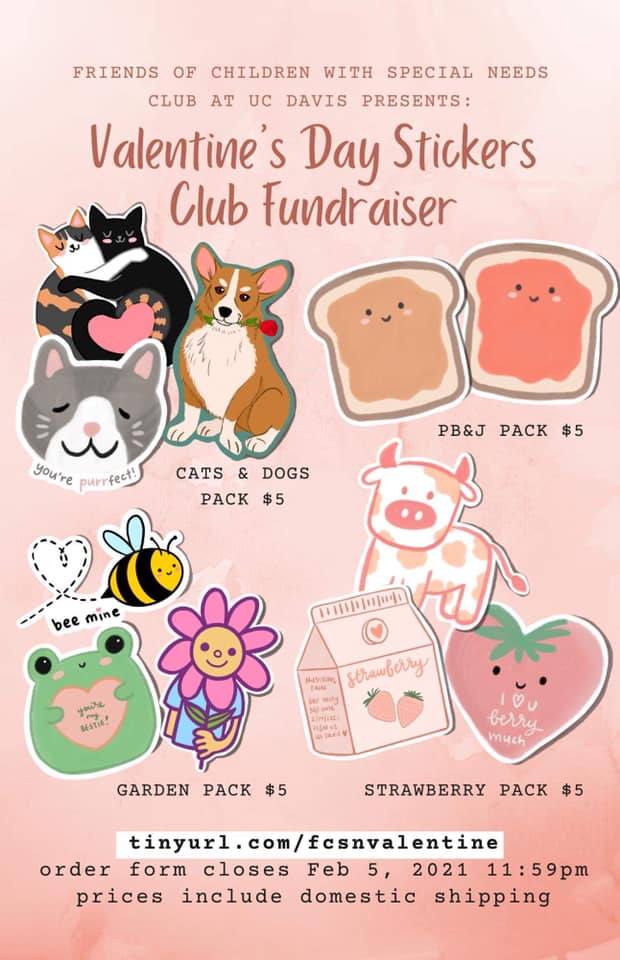 FRIENDS OF CHILDREN WITH SPECIAL NEEDS
CLUB AT UC DAVIS PRESENTS:
Valentine's Day Stickers
Club Fundraiser
you're purrfect!
CATS & DOGS
PACK $5
PB&J PACK $5
bee mine
you're
my
BESTIE!
GARDEN PACK $5
strawberry
Nutrition
Facts
I ♡ U
berry
much
STRAWBERRY PACK $5
tinyurl.com/fcsnvalentine
order form closes Feb 5, 2021 11:59pm
prices include domestic shipping